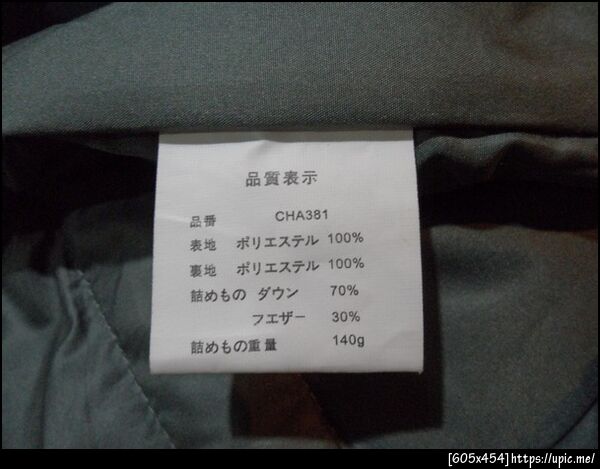 品質表示
品番 CHA381
表地 ポリエステル 100%
裏地 ポリエステル 100%
詰めもの ダウン 70%
フエザー 30%
詰めもの重量 140g
[605x454]https://upic.me/